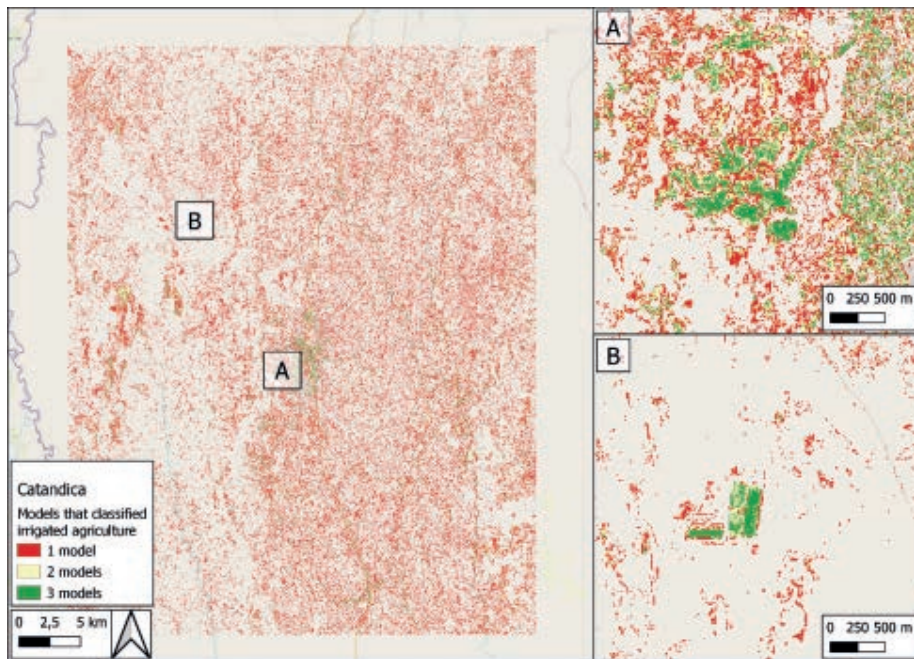 B
A
Catandica
Models that classified
irrigated agriculture
1 model
2 models
3 models
0 2,5 5 km
A
0 250 500 m
B
0 250 500 m